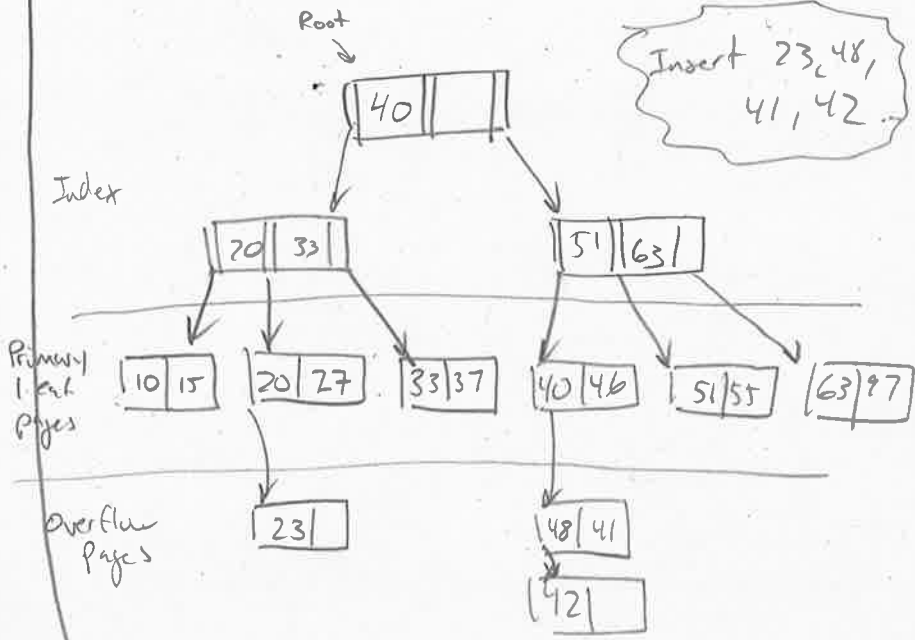 Root
Insert 23, 48,
41, 42
40
Index
20 33
51 63
Primary
leaf
pages
10 15
20 27
33 37
40 46
51 55
63 97
Overflow
Pages
23
48 41
42